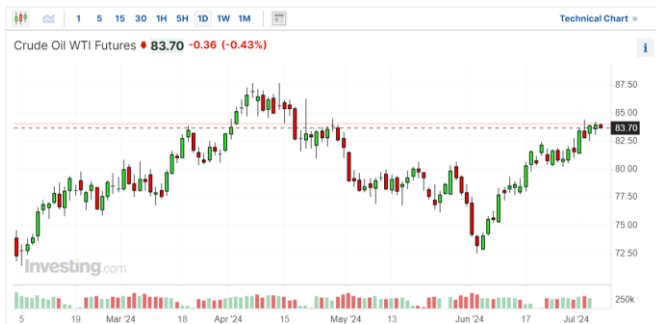 1 5 15 30 1H 5H 1D 1W 1M Technical Chart »
Crude Oil WTI Futures 83.70 -0.36 (-0.43%) i
87.50
85.00
83.70
82.50
80.00
77.50
75.00
72.50
Investing.com
250k
5 19 Mar '24 18 Apr '24 15 May '24 13 Jun '24 17 Jul '24